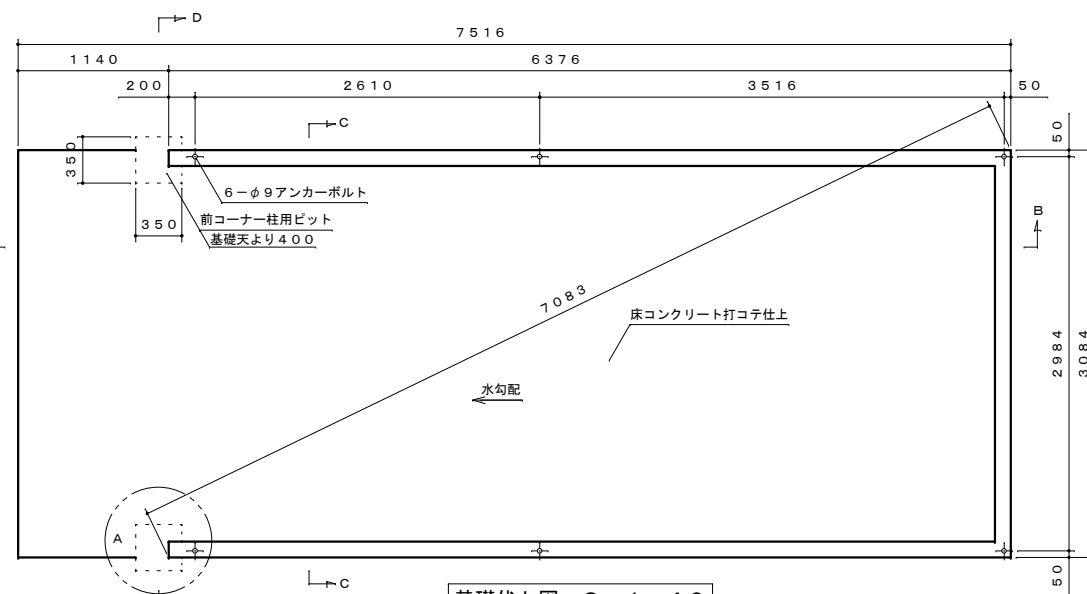 D
7516
1140
6376
200
2610
3516
50
C
50
350
6-φ9アンカーボルト
前コーナー柱用ピット
350
基礎天より400
B
7083
床コンクリート打コテ仕上
2984
3084
水勾配
A
C
50